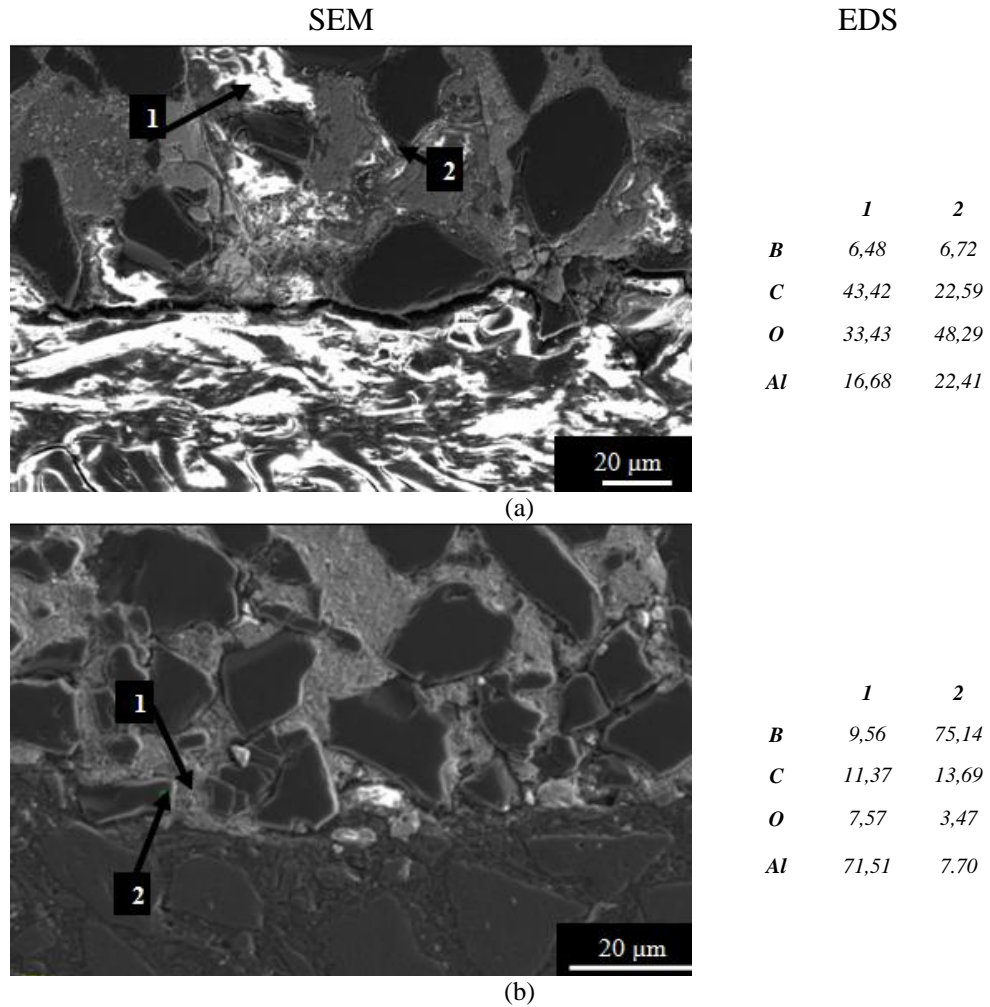 SEM EDS
1
2
20 µm
1 2
B 6,48 6,72
C 43,42 22,59
O 33,43 48,29
Al 16,68 22,41
(a)
1
2
20 µm
1 2
B 9,56 75,14
C 11,37 13,69
O 7,57 3,47
Al 71,51 7.70
(b)